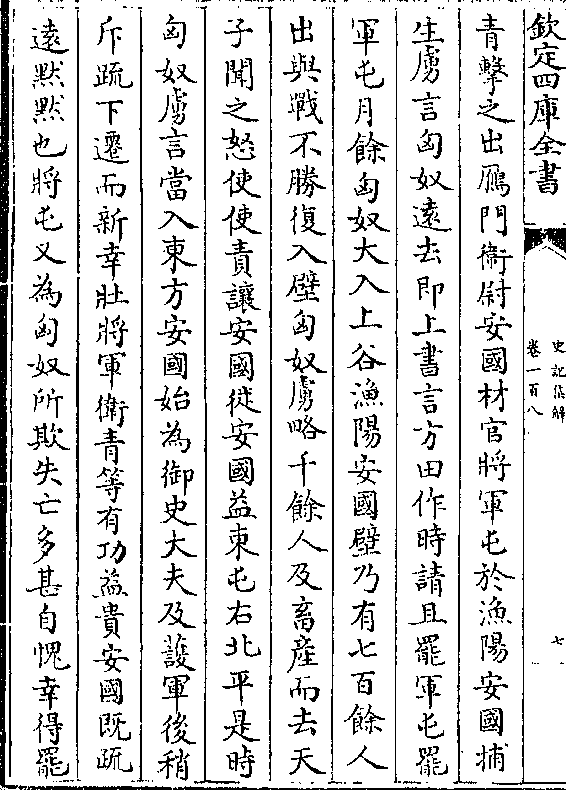 欽定四庫全書
史記集解
卷一百八
七
青擊之出鴈門衞尉安國材官將軍屯於漁陽安國捕
生虜言匈奴遠去即上書言方田作時請且罷軍屯罷
軍屯月餘匈奴大入上谷漁陽安國壁乃有七百餘人
出與戰不勝復入壁匈奴虜略千餘人及畜產而去天
子聞之怒使使責讓安國徙安國益東屯右北平是時
匈奴虜言當入東方安國始為御史大夫及護軍後稍
斥疏下遷而新幸壯將軍衛青等有功益貴安國既疏
遠默默也將屯又為匈奴所欺失亡多甚自愧幸得罷